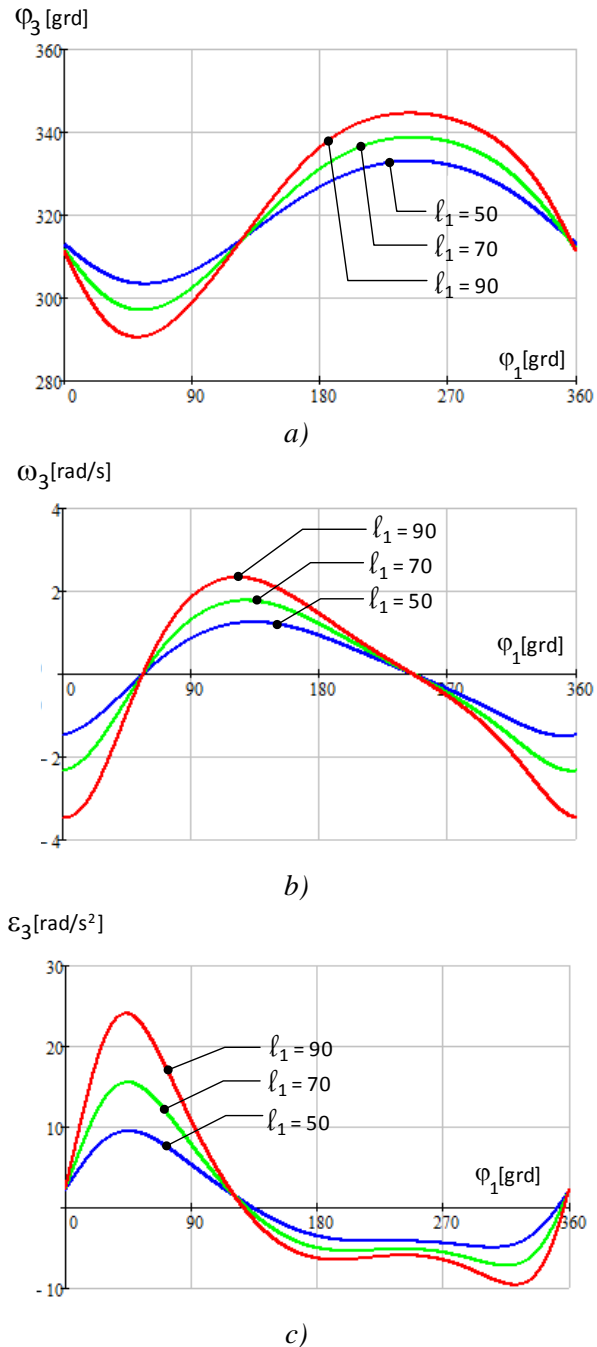 φ3 [grd]
360
340
ℓ1 = 50
320
ℓ1 = 70
300
ℓ1 = 90
φ1[grd]
280
0 90 180 270 360
a)
ω3[rad/s]
4
ℓ1 = 90
ℓ1 = 70
2
ℓ1 = 50
φ1[grd]
0 90 180 270 360
- 2
- 4
b)
ε3[rad/s²]
30
20
ℓ1 = 90
ℓ1 = 70
10
ℓ1 = 50
φ1[grd]
0 90 180 270 360
- 10
c)